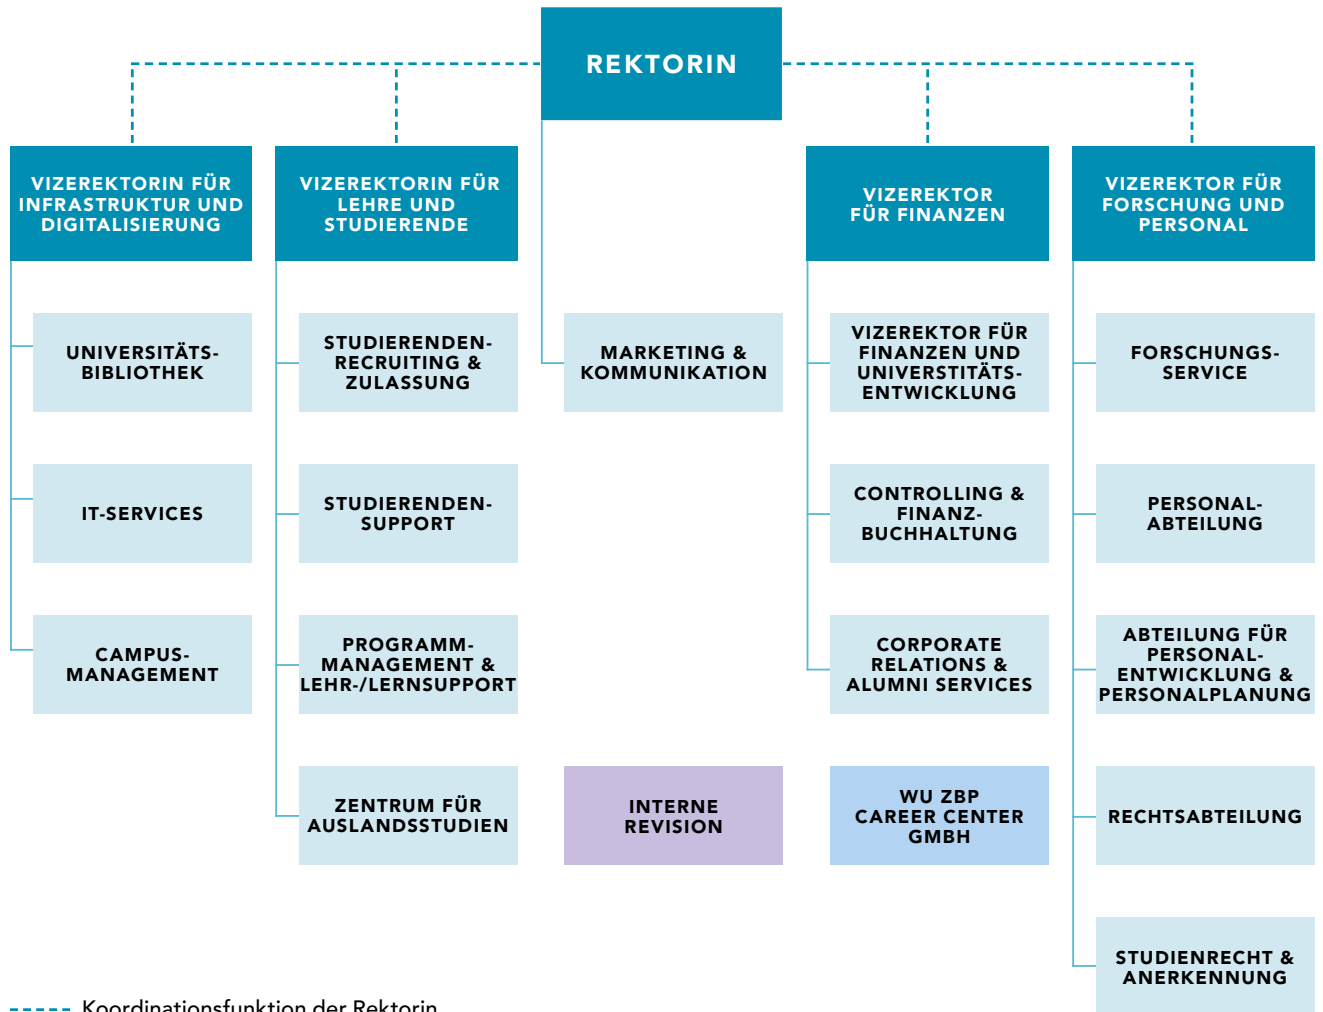 REKTORIN
VIZEREKTORIN FÜR
INFRASTRUKTUR UND
DIGITALISIERUNG
VIZEREKTORIN FÜR
LEHRE UND
STUDIERENDE
VIZEREKTOR
FÜR FINANZEN
VIZEREKTOR FÜR
FORSCHUNG UND
PERSONAL
UNIVERSITÄTS-
BIBLIOTHEK
STUDIERENDEN-
RECRUITING &
ZULASSUNG
MARKETING &
KOMMUNIKATION
VIZEREKTOR FÜR
FINANZEN UND
UNIVERSTITÄTS-
ENTWICKLUNG
FORSCHUNGS-
SERVICE
IT-SERVICES
STUDIERENDEN-
SUPPORT
CONTROLLING &
FINANZ-
BUCHHALTUNG
PERSONAL-
ABTEILUNG
CAMPUS-
MANAGEMENT
PROGRAMM-
MANAGEMENT &
LEHR-/LERNSUPPORT
CORPORATE
RELATIONS &
ALUMNI SERVICES
ABTEILUNG FÜR
PERSONAL-
ENTWICKLUNG &
PERSONALPLANUNG
ZENTRUM FÜR
AUSLANDSSTUDIEN
INTERNE
REVISION
WU ZBP
CAREER CENTER
GMBH
RECHTSABTEILUNG
STUDIENRECHT &
ANERKENNUNG
Koordinationsfunktion der Rektorin